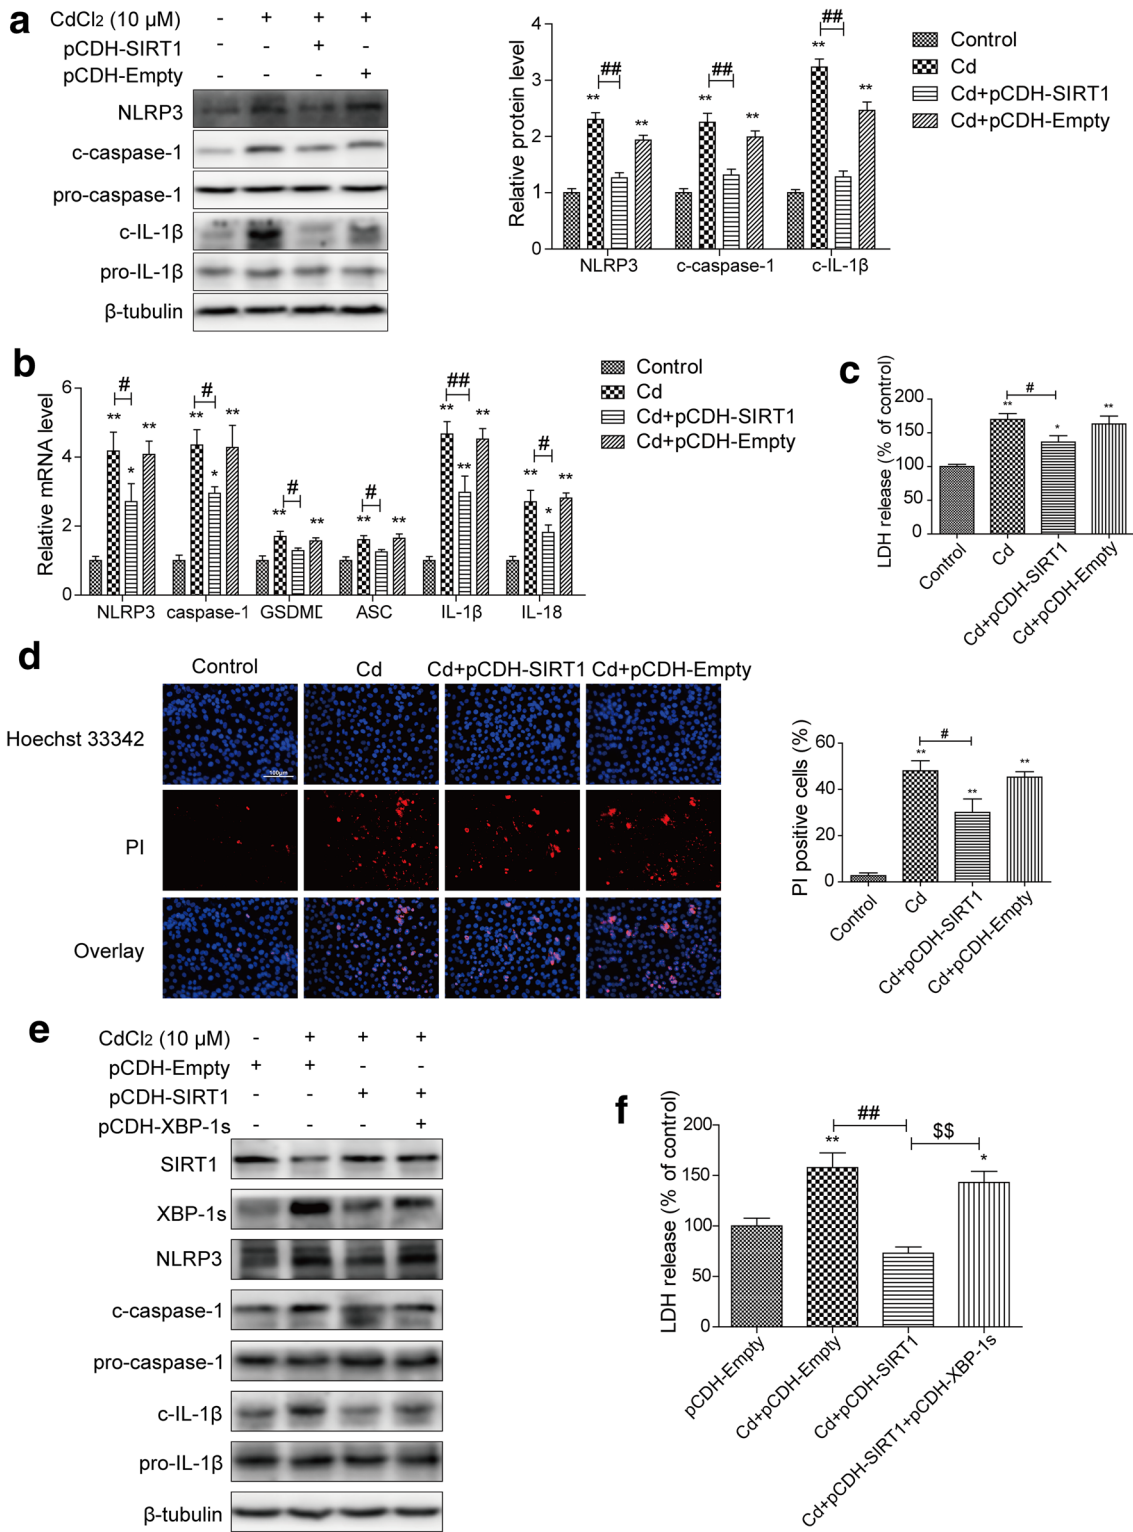 a
CdCl2 (10 μM) - + + +
pCDH-SIRT1 - - + -
pCDH-Empty - - - +
NLRP3
c-caspase-1
pro-caspase-1
c-IL-1β
pro-IL-1β
β-tubulin
Relative protein level
4
3
2
1
0
** ## **
** ## **
** ## **
NLRP3 c-caspase-1 c-IL-1β
Control
Cd
Cd+pCDH-SIRT1
Cd+pCDH-Empty
b
Relative mRNA level
6
4
2
0
** # * **
** # * **
** # **
** # **
** ## ** **
** # * **
NLRP3 caspase-1 GSDMD ASC IL-1β IL-18
Control
Cd
Cd+pCDH-SIRT1
Cd+pCDH-Empty
c
LDH release (% of control)
200
150
100
50
0
** # * **
Control
Cd
Cd+pCDH-SIRT1
Cd+pCDH-Empty
d
Control Cd Cd+pCDH-SIRT1 Cd+pCDH-Empty
Hoechst 33342
100μm
PI
Overlay
PI positive cells (%)
60
40
20
0
** # ** **
Control
Cd
Cd+pCDH-SIRT1
Cd+pCDH-Empty
e
CdCl2 (10 μM) - + + +
pCDH-Empty + + - -
pCDH-SIRT1 - - + +
pCDH-XBP-1s - - - +
SIRT1
XBP-1s
NLRP3
c-caspase-1
pro-caspase-1
c-IL-1β
pro-IL-1β
β-tubulin
f
LDH release (% of control)
200
150
100
50
0
** ## $$ *
pCDH-Empty
Cd+pCDH-Empty
Cd+pCDH-SIRT1
Cd+pCDH-SIRT1+pCDH-XBP-1s